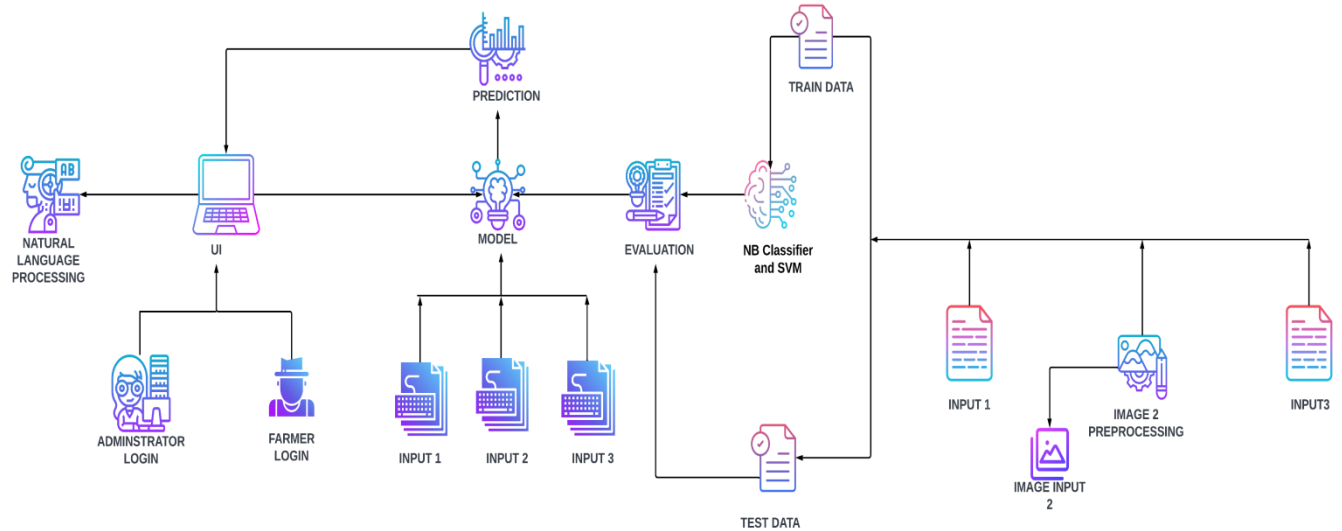 PREDICTION
TRAIN DATA
NATURAL
LANGUAGE
PROCESSING
AB
UI
MODEL
EVALUATION
NB Classifier
and SVM
ADMINSTRATOR
LOGIN
FARMER
LOGIN
INPUT 1
INPUT 2
INPUT 3
TEST DATA
INPUT 1
IMAGE 2
PREPROCESSING
IMAGE INPUT
2
INPUT3